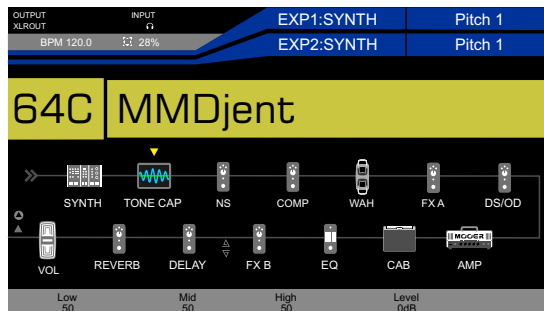 OUTPUT INPUT EXP1:SYNTH Pitch 1
XLROUT
BPM 120.0 28% EXP2:SYNTH Pitch 1
64C MMDjent
SYNTH TONE CAP NS COMP WAH FX A DS/OD
MOOER
VOL REVERB DELAY FX B EQ CAB AMP
Low Mid High Level
50 50 50 0dB